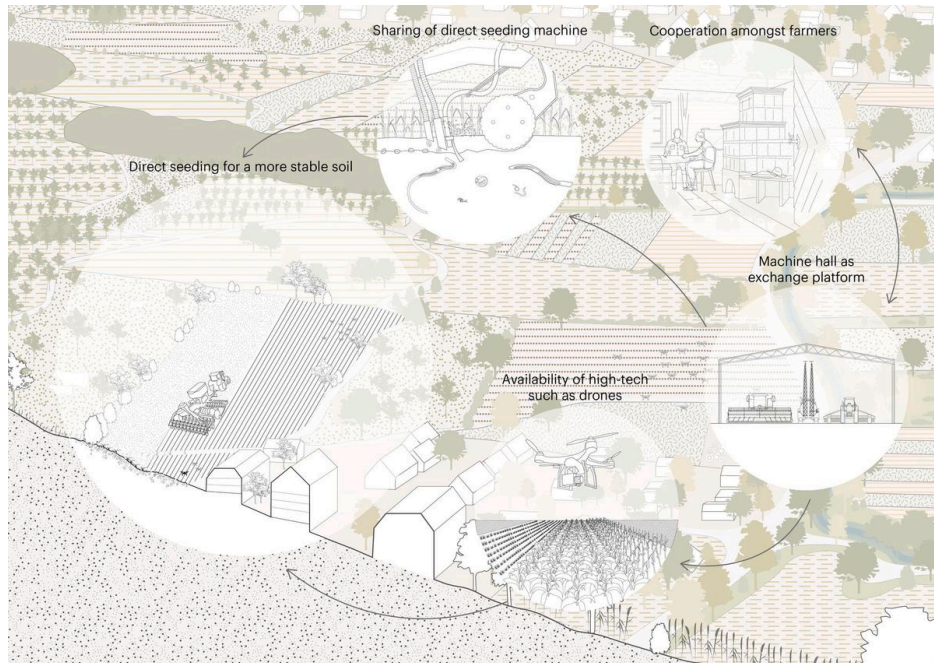 Sharing of direct seeding machine
Cooperation amongst farmers
Direct seeding for a more stable soil
Machine hall as
exchange platform
Availability of high-tech
such as drones